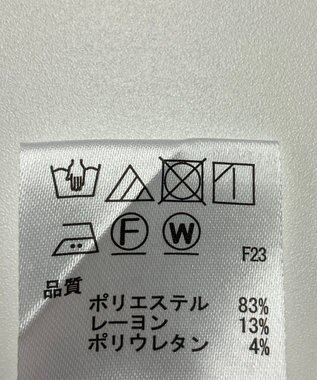 F W
F23
品質
ポリエステル 83%
レーヨン 13%
ポリウレタン 4%